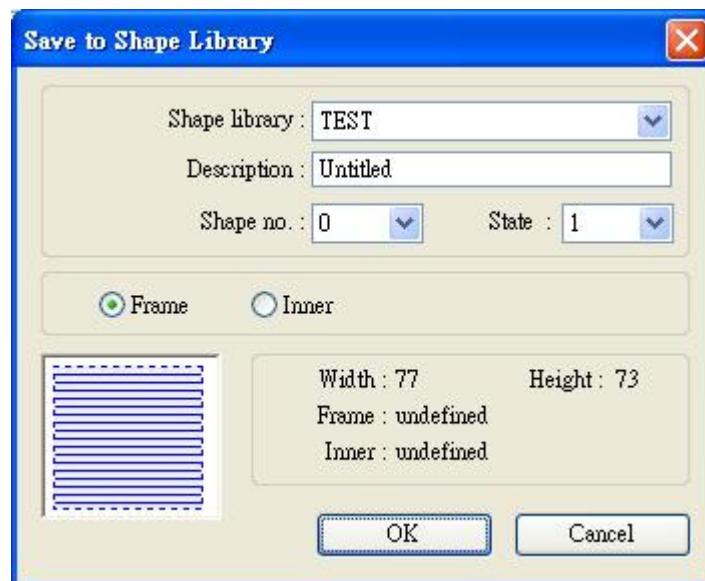 Save to Shape Library
Shape library : TEST
Description : Untitled
Shape no. : 0 State : 1
Frame Inner
Width : 77 Height : 73
Frame : undefined
Inner : undefined
OK Cancel